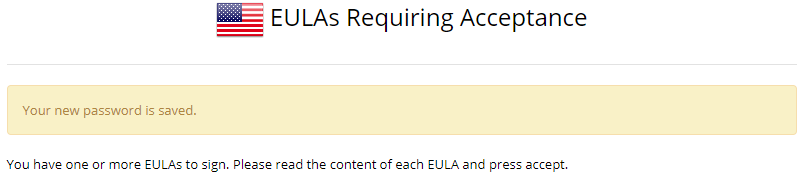 EULAs Requiring Acceptance
Your new password is saved.
You have one or more EULAs to sign. Please read the content of each EULA and press accept.